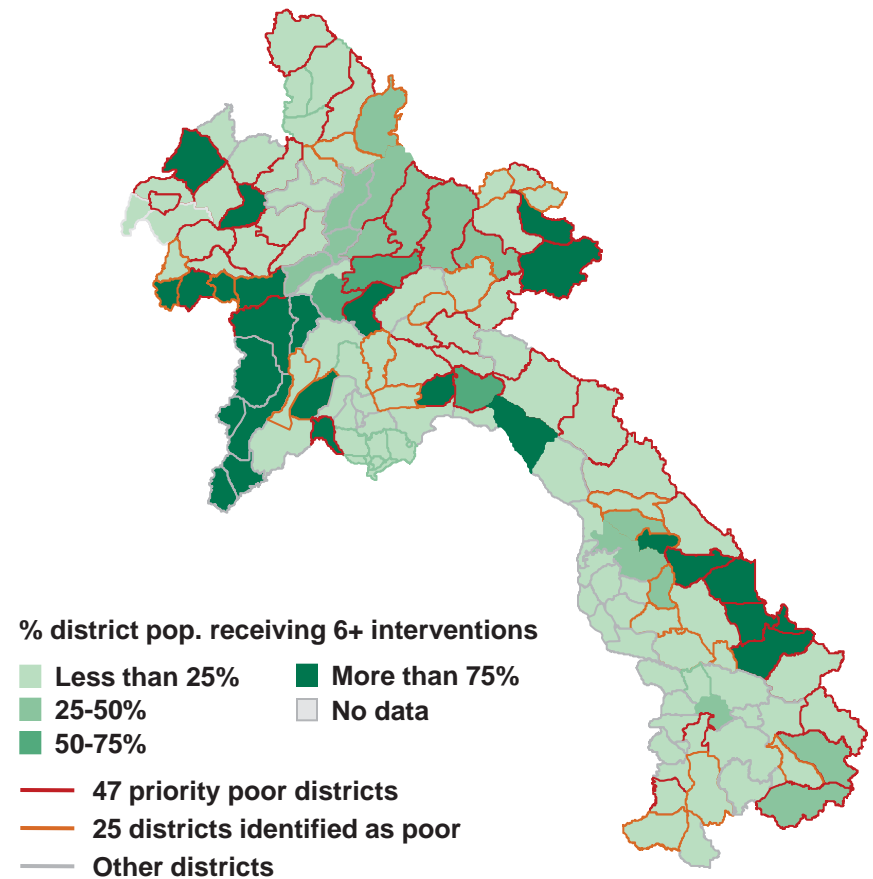 % district pop. receiving 6+ interventions
Less than 25%
25-50%
50-75%
More than 75%
No data
47 priority poor districts
25 districts identified as poor
Other districts